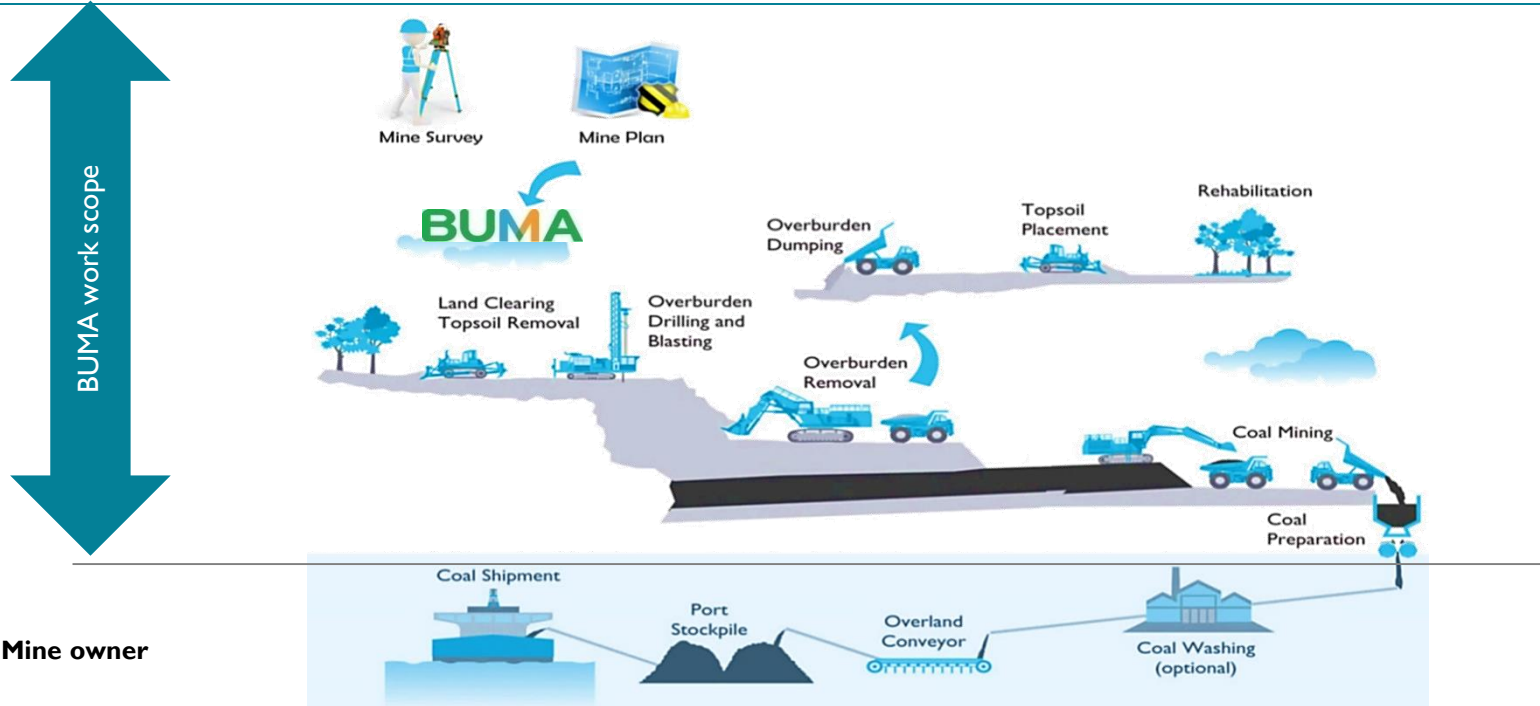 BUMA work scope
Mine Survey
Mine Plan
BUMA
Overburden
Dumping
Topsoil
Placement
Rehabilitation
Land Clearing
Topsoil Removal
Overburden
Drilling and
Blasting
Overburden
Removal
Coal Mining
Coal
Preparation
Mine owner
Coal Shipment
Port
Stockpile
Overland
Conveyor
Coal Washing
(optional)